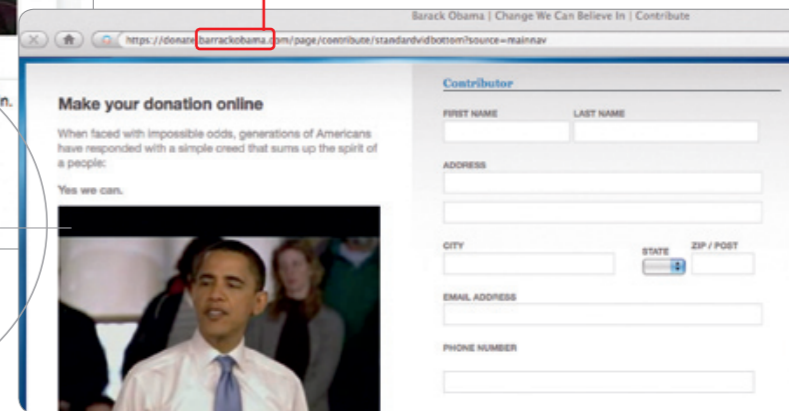 Barack Obama | Change We Can Believe In | Contribute
https://donate.barrackobama.com/page/contribute/standardvidbottom?source=mainnav
n.
Make your donation online
When faced with impossible odds, generations of Americans
have responded with a simple creed that sums up the spirit of
a people:
Yes we can.
Contributor
FIRST NAME LAST NAME
ADDRESS
CITY STATE ZIP / POST
EMAIL ADDRESS
PHONE NUMBER